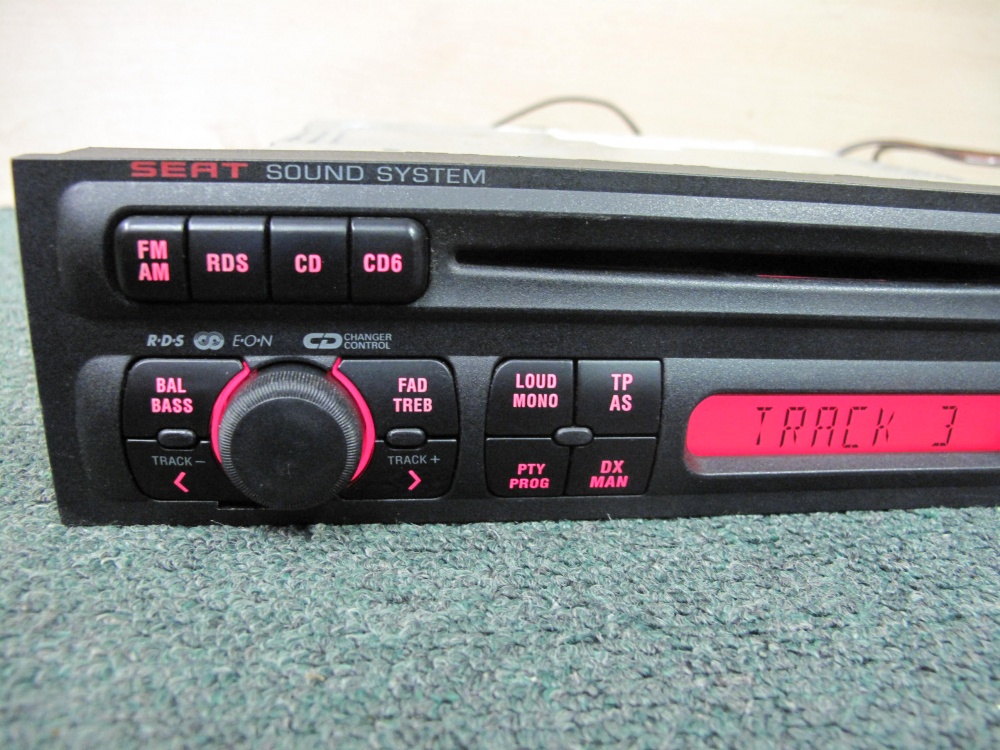 SEAT SOUND SYSTEM
FM
AM
RDS
CD
CD6
R·D·S E·O·N CD CHANGER
CONTROL
BAL
BASS
FAD
TREB
LOUD
MONO
TP
AS
TRACK 3
TRACK –
<
TRACK +
>
PTY
PROG
DX
MAN